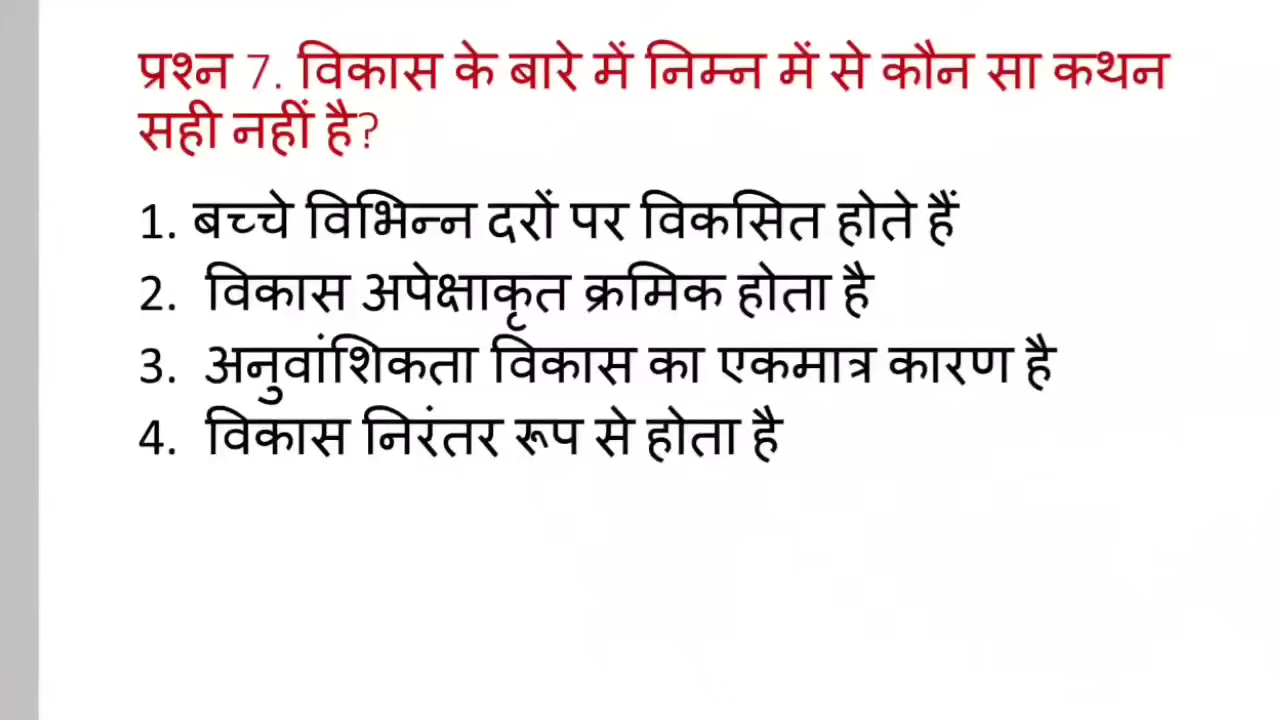 प्रश्न 7. विकास के बारे में निम्न में से कौन सा कथन
सही नहीं है?
1. बच्चे विभिन्न दरों पर विकसित होते हैं
2. विकास अपेक्षाकृत क्रमिक होता है
3. अनुवांशिकता विकास का एकमात्र कारण है
4. विकास निरंतर रूप से होता है